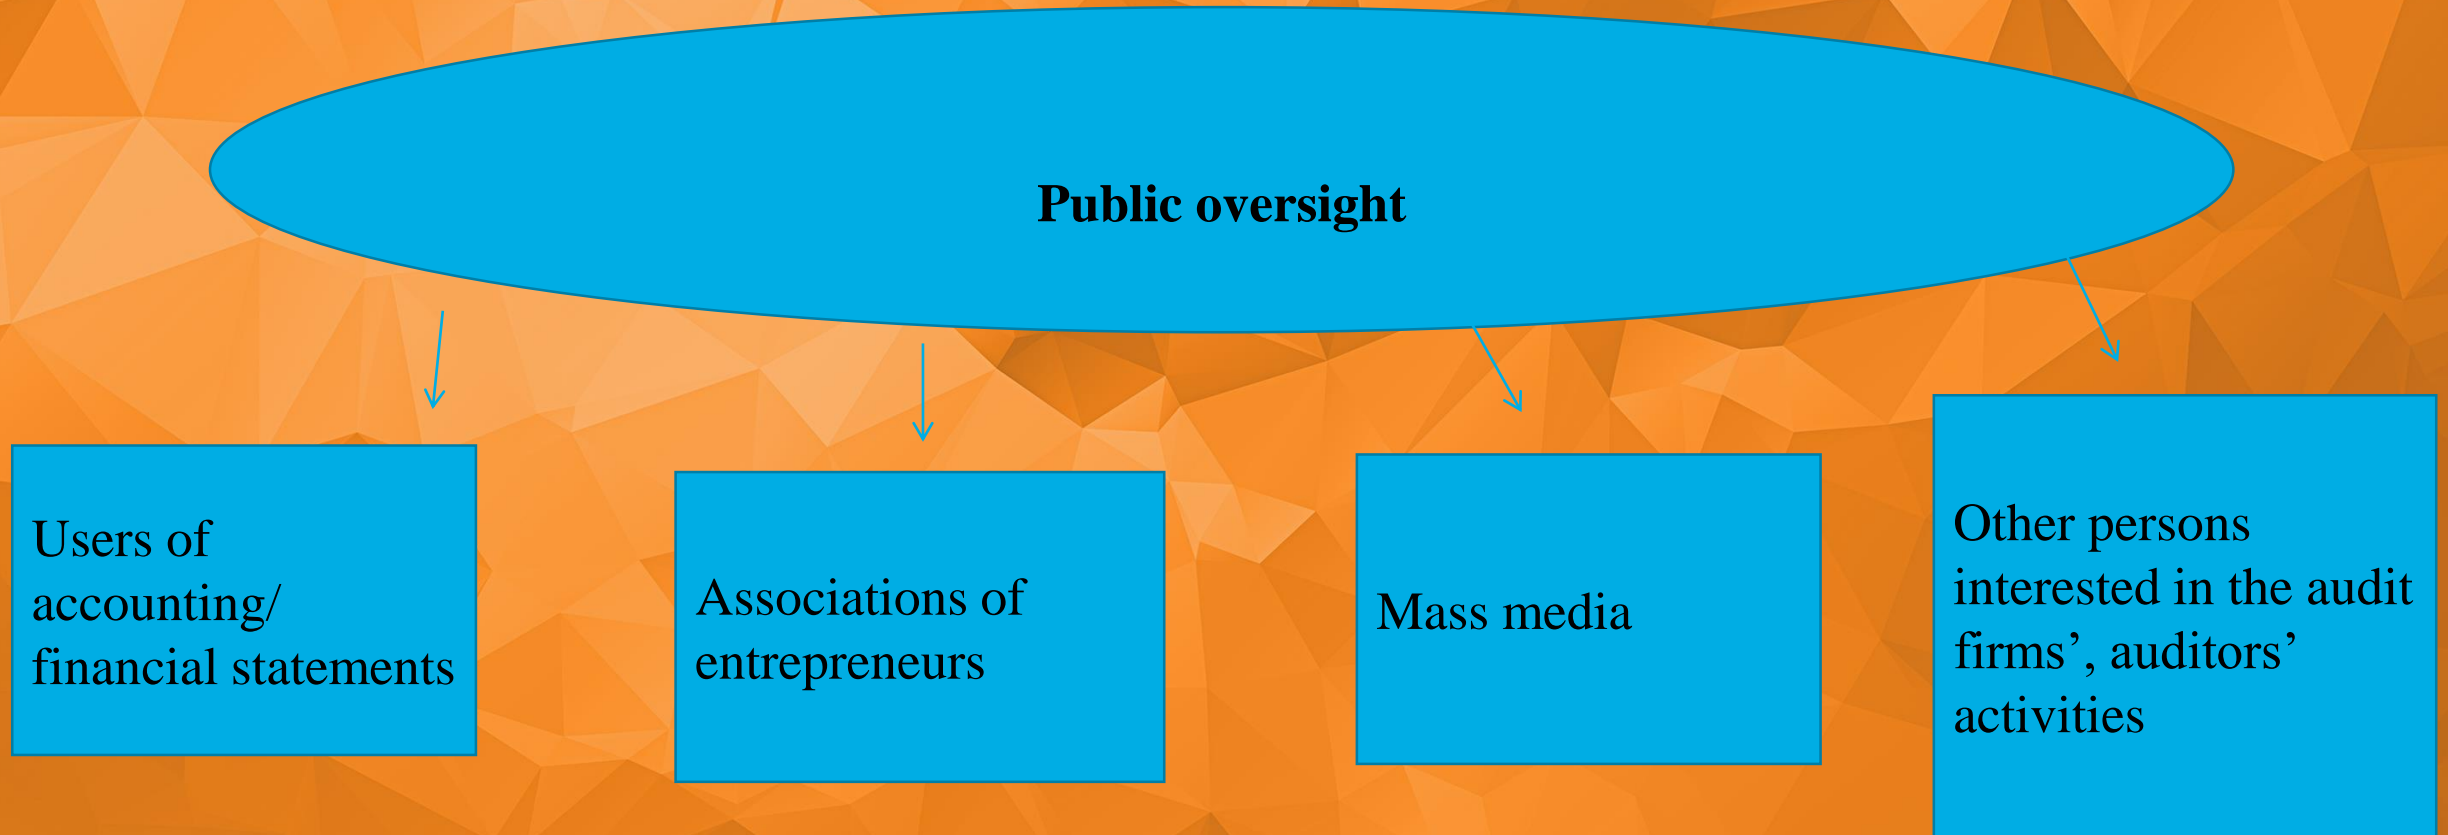 Public oversight
Users of
accounting/
financial statements
Associations of
entrepreneurs
Mass media
Other persons
interested in the audit
firms’, auditors’
activities